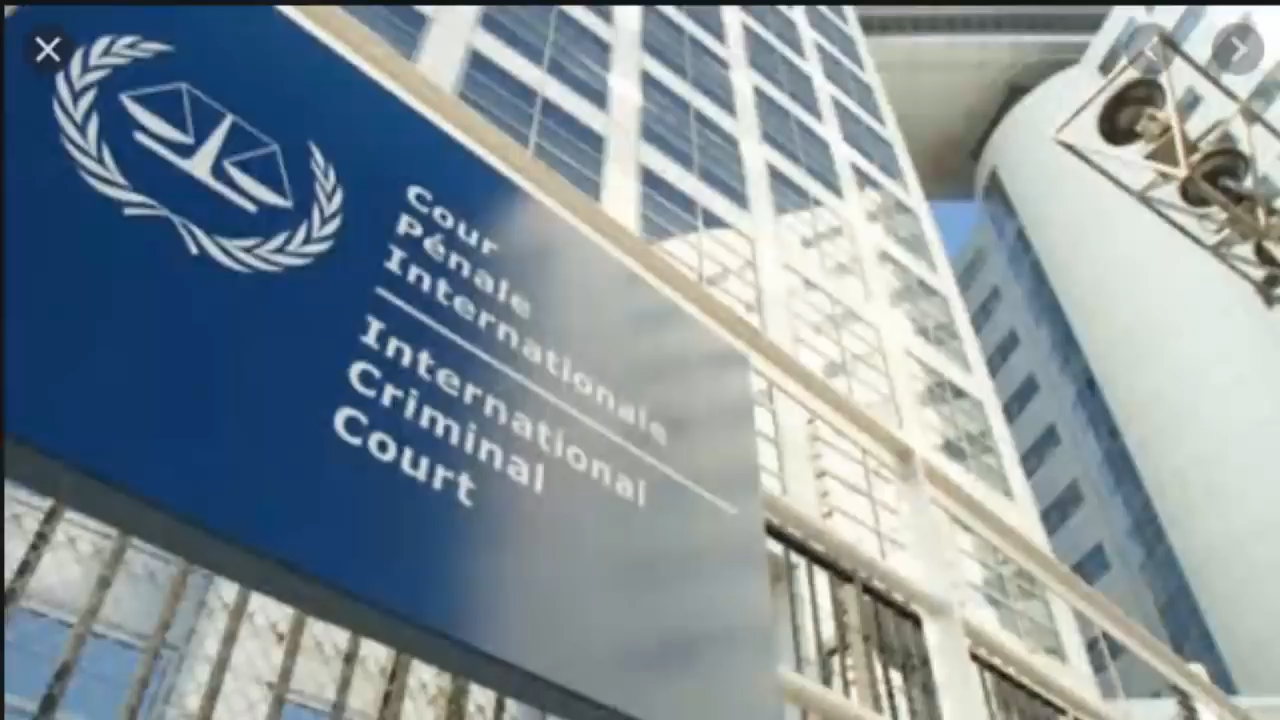 Cour
Pénale
Internationale
International
Criminal
Court